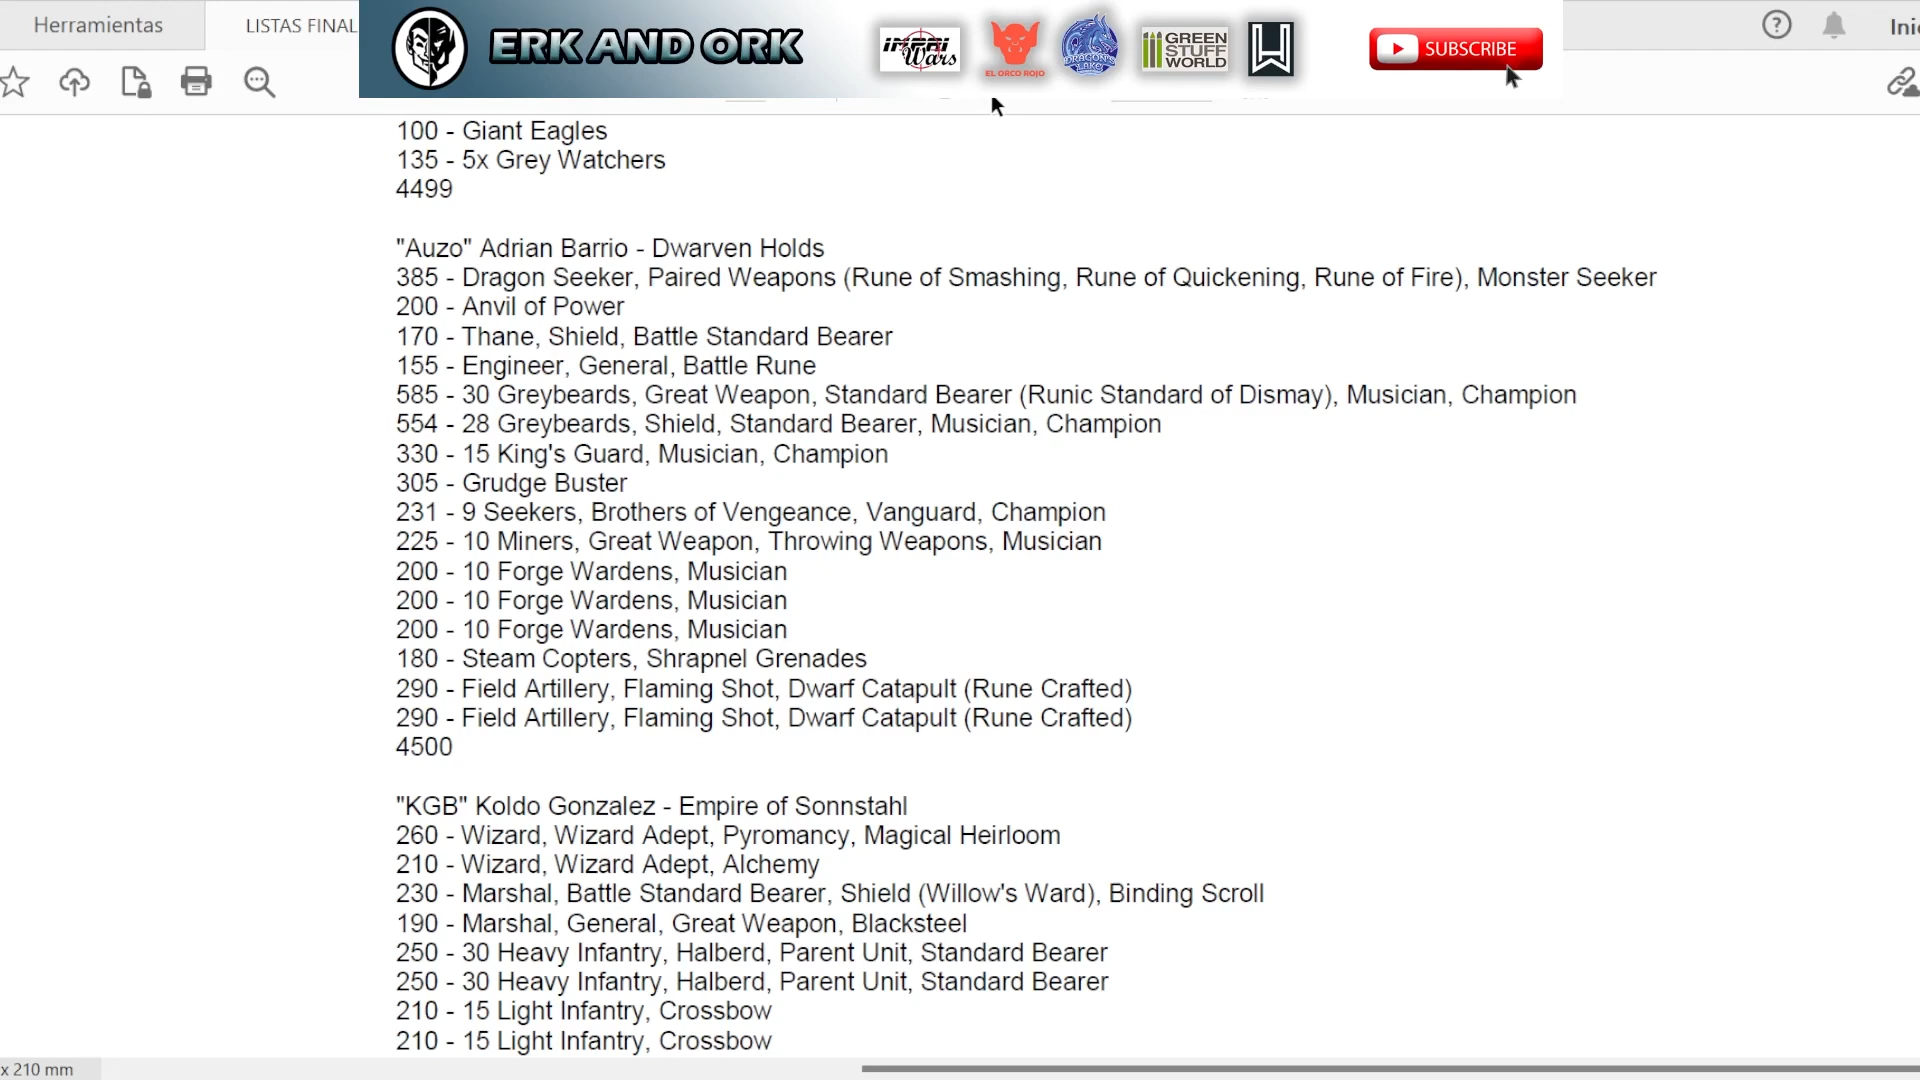 Herramientas
LISTAS FINAL
ERK AND ORK
IMPRI Wars
EL ORCO ROJO
DRAGON'S LAKE
GREEN STUFF WORLD
SUBSCRIBE
Ini
100 - Giant Eagles
135 - 5x Grey Watchers
4499
"Auzo" Adrian Barrio - Dwarven Holds
385 - Dragon Seeker, Paired Weapons (Rune of Smashing, Rune of Quickening, Rune of Fire), Monster Seeker
200 - Anvil of Power
170 - Thane, Shield, Battle Standard Bearer
155 - Engineer, General, Battle Rune
585 - 30 Greybeards, Great Weapon, Standard Bearer (Runic Standard of Dismay), Musician, Champion
554 - 28 Greybeards, Shield, Standard Bearer, Musician, Champion
330 - 15 King's Guard, Musician, Champion
305 - Grudge Buster
231 - 9 Seekers, Brothers of Vengeance, Vanguard, Champion
225 - 10 Miners, Great Weapon, Throwing Weapons, Musician
200 - 10 Forge Wardens, Musician
200 - 10 Forge Wardens, Musician
200 - 10 Forge Wardens, Musician
180 - Steam Copters, Shrapnel Grenades
290 - Field Artillery, Flaming Shot, Dwarf Catapult (Rune Crafted)
290 - Field Artillery, Flaming Shot, Dwarf Catapult (Rune Crafted)
4500
"KGB" Koldo Gonzalez - Empire of Sonnstahl
260 - Wizard, Wizard Adept, Pyromancy, Magical Heirloom
210 - Wizard, Wizard Adept, Alchemy
230 - Marshal, Battle Standard Bearer, Shield (Willow's Ward), Binding Scroll
190 - Marshal, General, Great Weapon, Blacksteel
250 - 30 Heavy Infantry, Halberd, Parent Unit, Standard Bearer
250 - 30 Heavy Infantry, Halberd, Parent Unit, Standard Bearer
210 - 15 Light Infantry, Crossbow
210 - 15 Light Infantry, Crossbow
x 210 mm